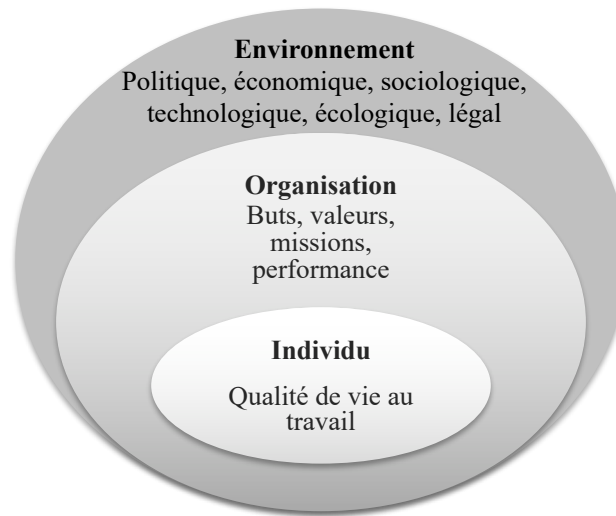 Environnement
Politique, économique, sociologique,
technologique, écologique, légal
Organisation
Buts, valeurs,
missions,
performance
Individu
Qualité de vie au
travail